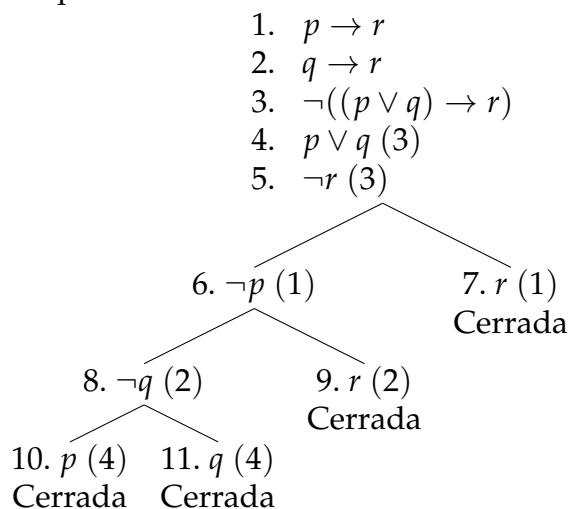 1. p → r
2. q → r
3. ¬((p ∨ q) → r)
4. p ∨ q (3)
5. ¬r (3)
6. ¬p (1) 7. r (1)
Cerrada
8. ¬q (2) 9. r (2)
Cerrada
10. p (4) 11. q (4)
Cerrada Cerrada